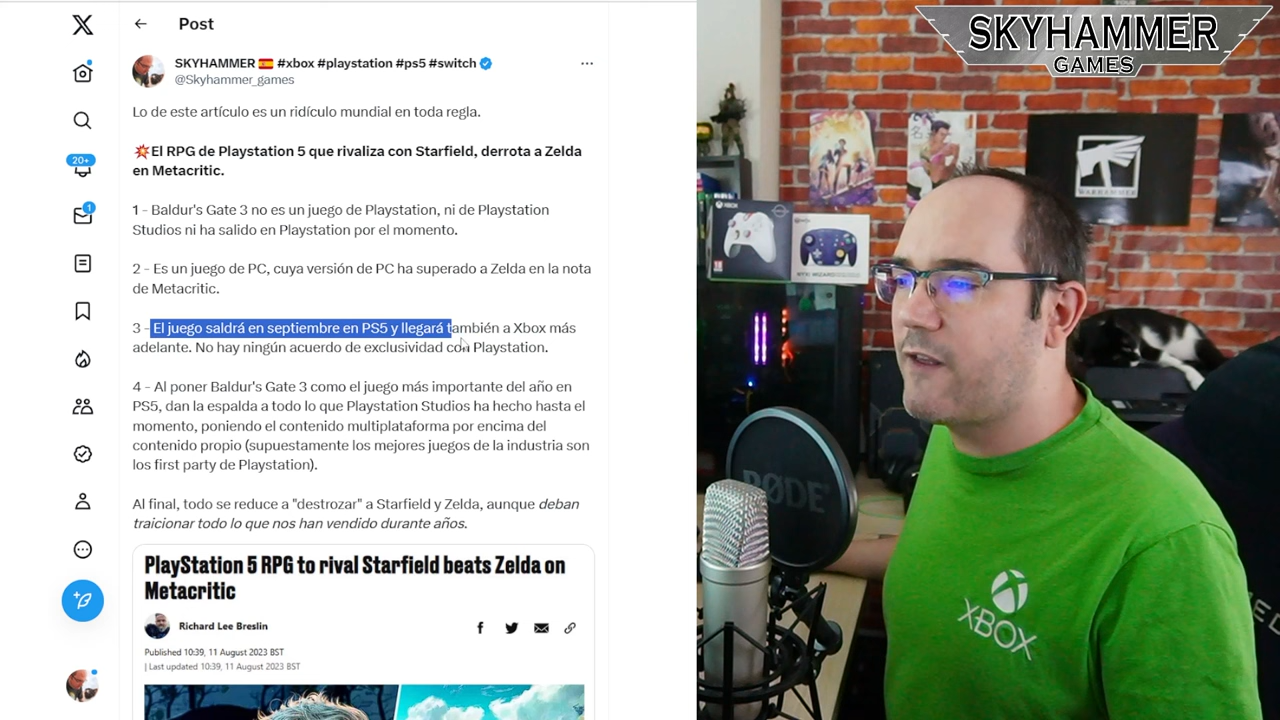 Post
SKYHAMMER 🇪🇸 #xbox #playstation #ps5 #switch
@Skyhammer_games
Lo de este artículo es un ridículo mundial en toda regla.
💥El RPG de Playstation 5 que rivaliza con Starfield, derrota a Zelda
en Metacritic.
1 - Baldur's Gate 3 no es un juego de Playstation, ni de Playstation
Studios ni ha salido en Playstation por el momento.
2 - Es un juego de PC, cuya versión de PC ha superado a Zelda en la nota
de Metacritic.
3 - El juego saldrá en septiembre en PS5 y llegará también a Xbox más
adelante. No hay ningún acuerdo de exclusividad con Playstation.
4 - Al poner Baldur's Gate 3 como el juego más importante del año en
PS5, dan la espalda a todo lo que Playstation Studios ha hecho hasta el
momento, poniendo el contenido multiplataforma por encima del
contenido propio (supuestamente los mejores juegos de la industria son
los first party de Playstation).
Al final, todo se reduce a "destrozar" a Starfield y Zelda, aunque deban
traicionar todo lo que nos han vendido durante años.
PlayStation 5 RPG to rival Starfield beats Zelda on
Metacritic
Richard Lee Breslin
Published 10:39, 11 August 2023 BST
| Last updated 10:39, 11 August 2023 BST
20+
1
SKYHAMMER
GAMES
WARHAMMER
XBOX
RØDE
XBOX